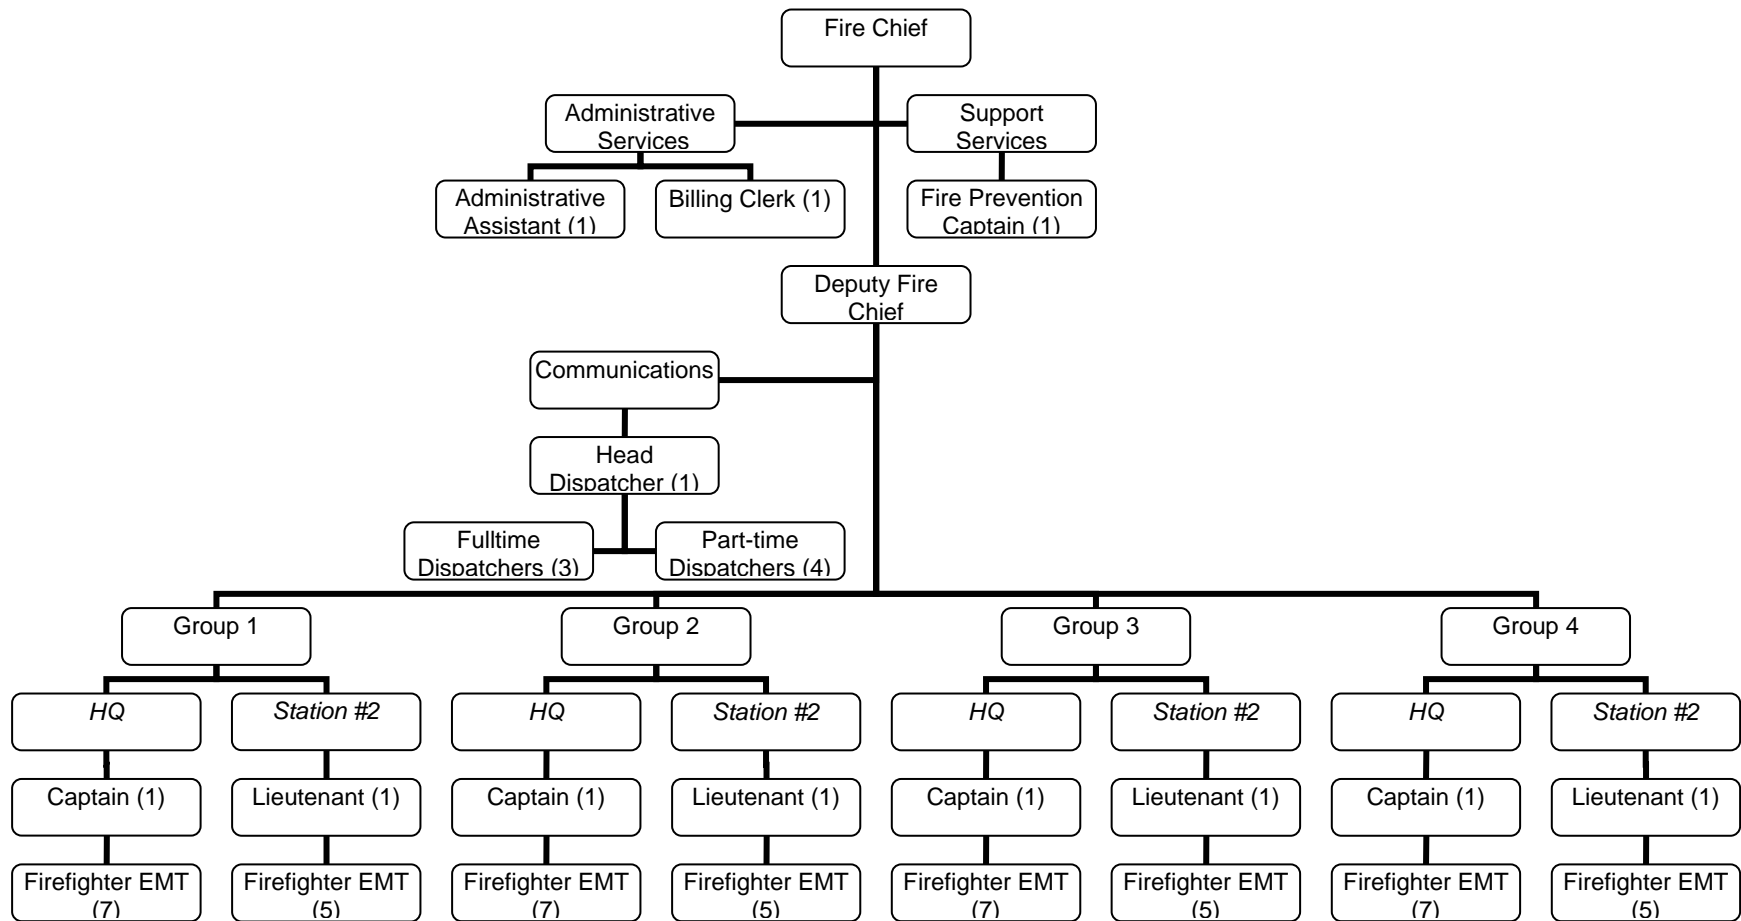 Fire Chief
Administrative
Services
Support
Services
Administrative
Assistant (1)
Billing Clerk (1)
Fire Prevention
Captain (1)
Deputy Fire
Chief
Communications
Head
Dispatcher (1)
Fulltime
Dispatchers (3)
Part-time
Dispatchers (4)
Group 1
Group 2
Group 3
Group 4
HQ
Station #2
HQ
Station #2
HQ
Station #2
HQ
Station #2
Captain (1)
Lieutenant (1)
Captain (1)
Lieutenant (1)
Captain (1)
Lieutenant (1)
Captain (1)
Lieutenant (1)
Firefighter EMT
(7)
Firefighter EMT
(5)
Firefighter EMT
(7)
Firefighter EMT
(5)
Firefighter EMT
(7)
Firefighter EMT
(5)
Firefighter EMT
(7)
Firefighter EMT
(5)